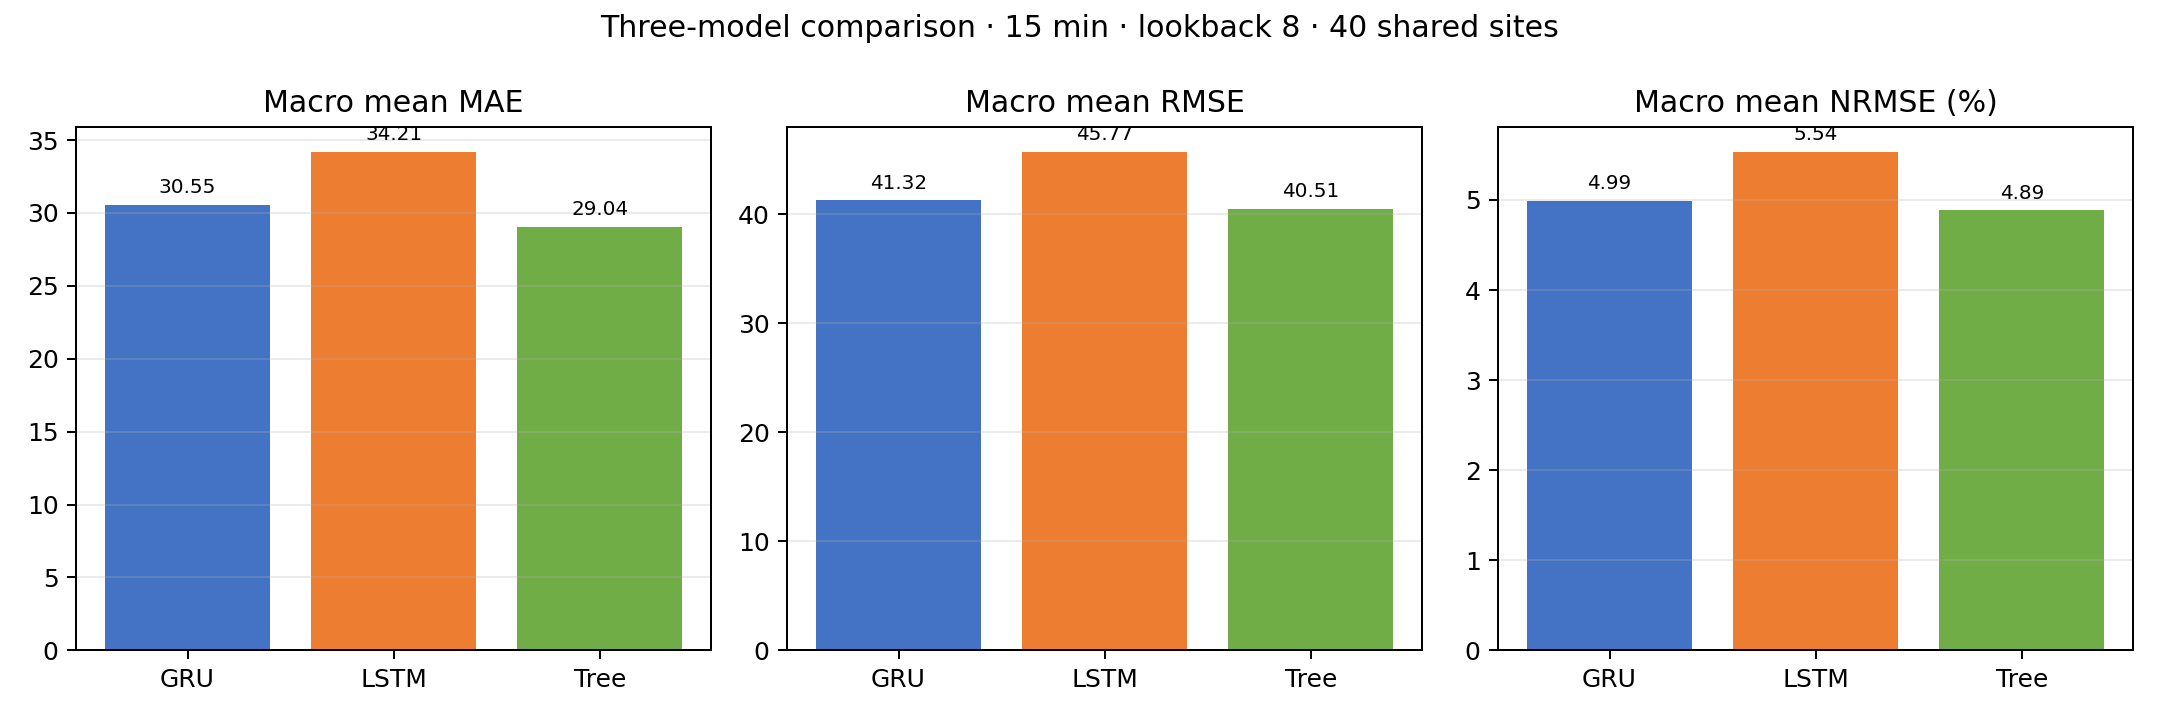 Three-model comparison · 15 min · lookback 8 · 40 shared sites
Macro mean MAE
35
30
25
20
15
10
5
0
30.55
34.21
29.04
GRU
LSTM
Tree
Macro mean RMSE
40
30
20
10
0
41.32
45.77
40.51
GRU
LSTM
Tree
Macro mean NRMSE (%)
5
4
3
2
1
0
4.99
5.54
4.89
GRU
LSTM
Tree